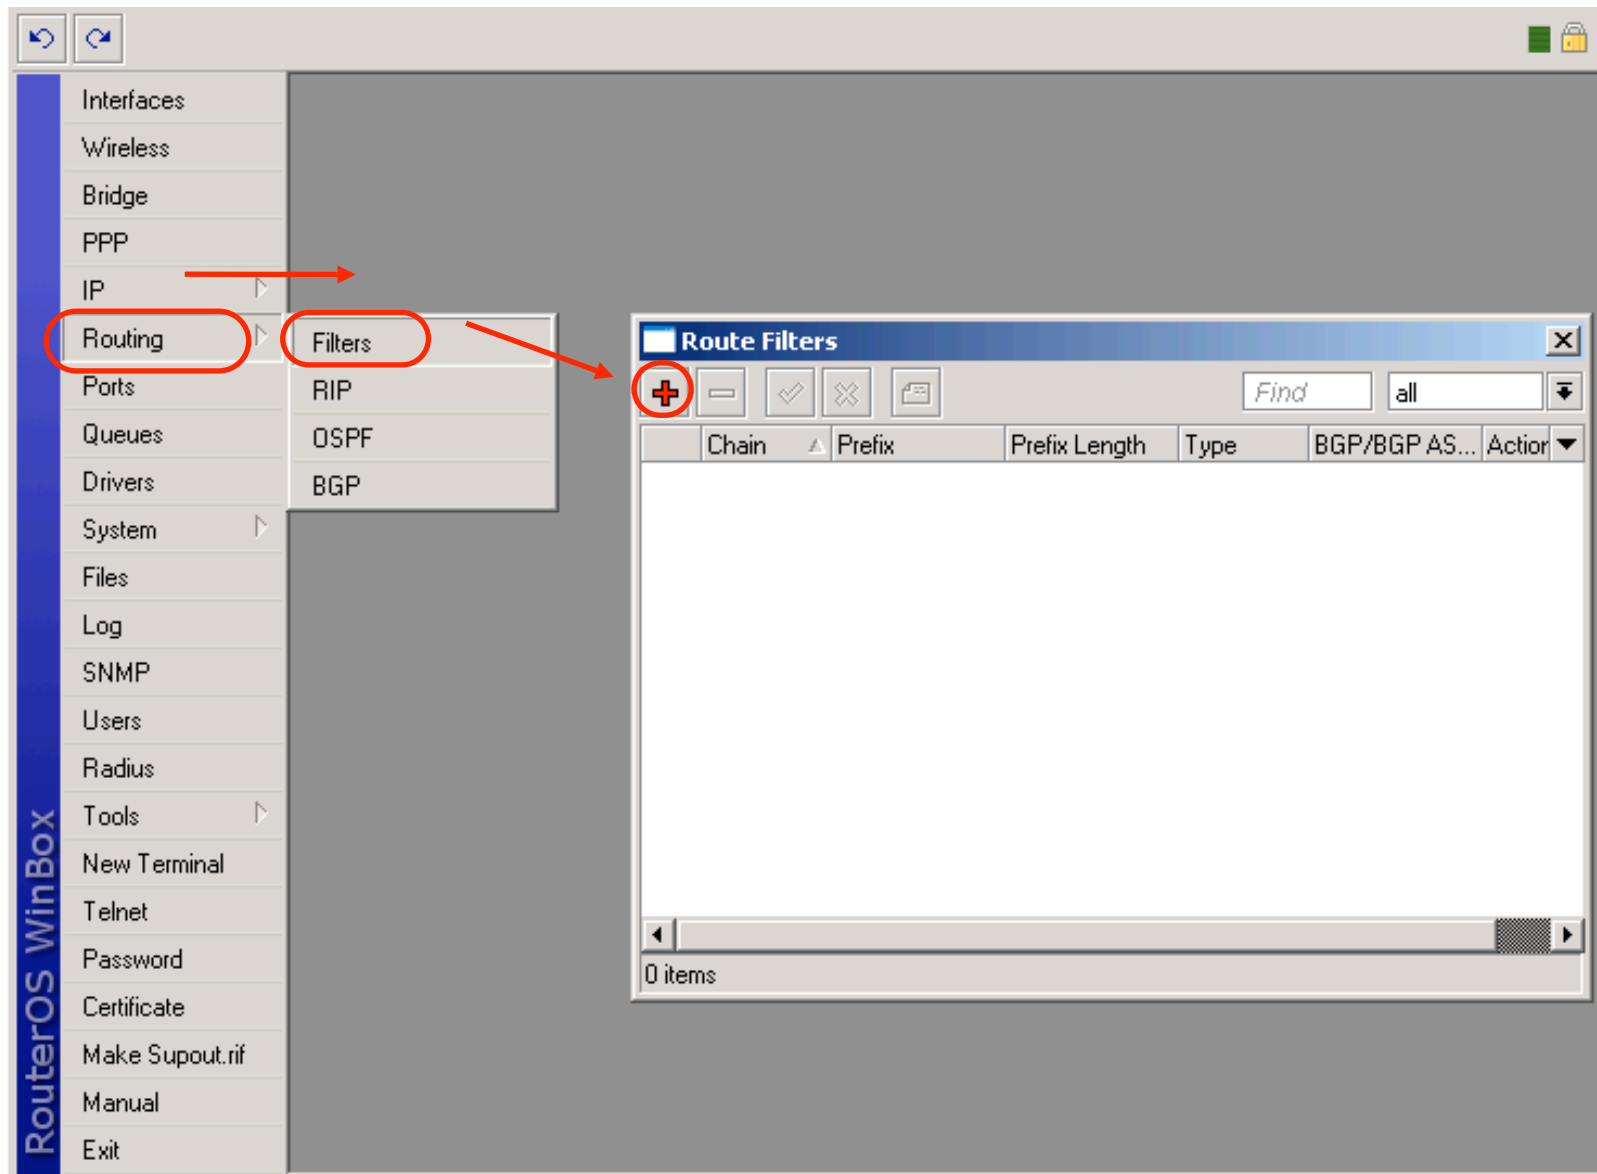 Interfaces
Wireless
Bridge
PPP
IP
Routing
Ports
Queues
Drivers
System
Files
Log
SNMP
Users
Radius
Tools
New Terminal
Telnet
Password
Certificate
Make Supout.rif
Manual
Exit
RouterOS WinBox
Filters
RIP
OSPF
BGP
Route Filters
Find all
Chain Prefix Prefix Length Type BGP/BGP AS... Action
0 items